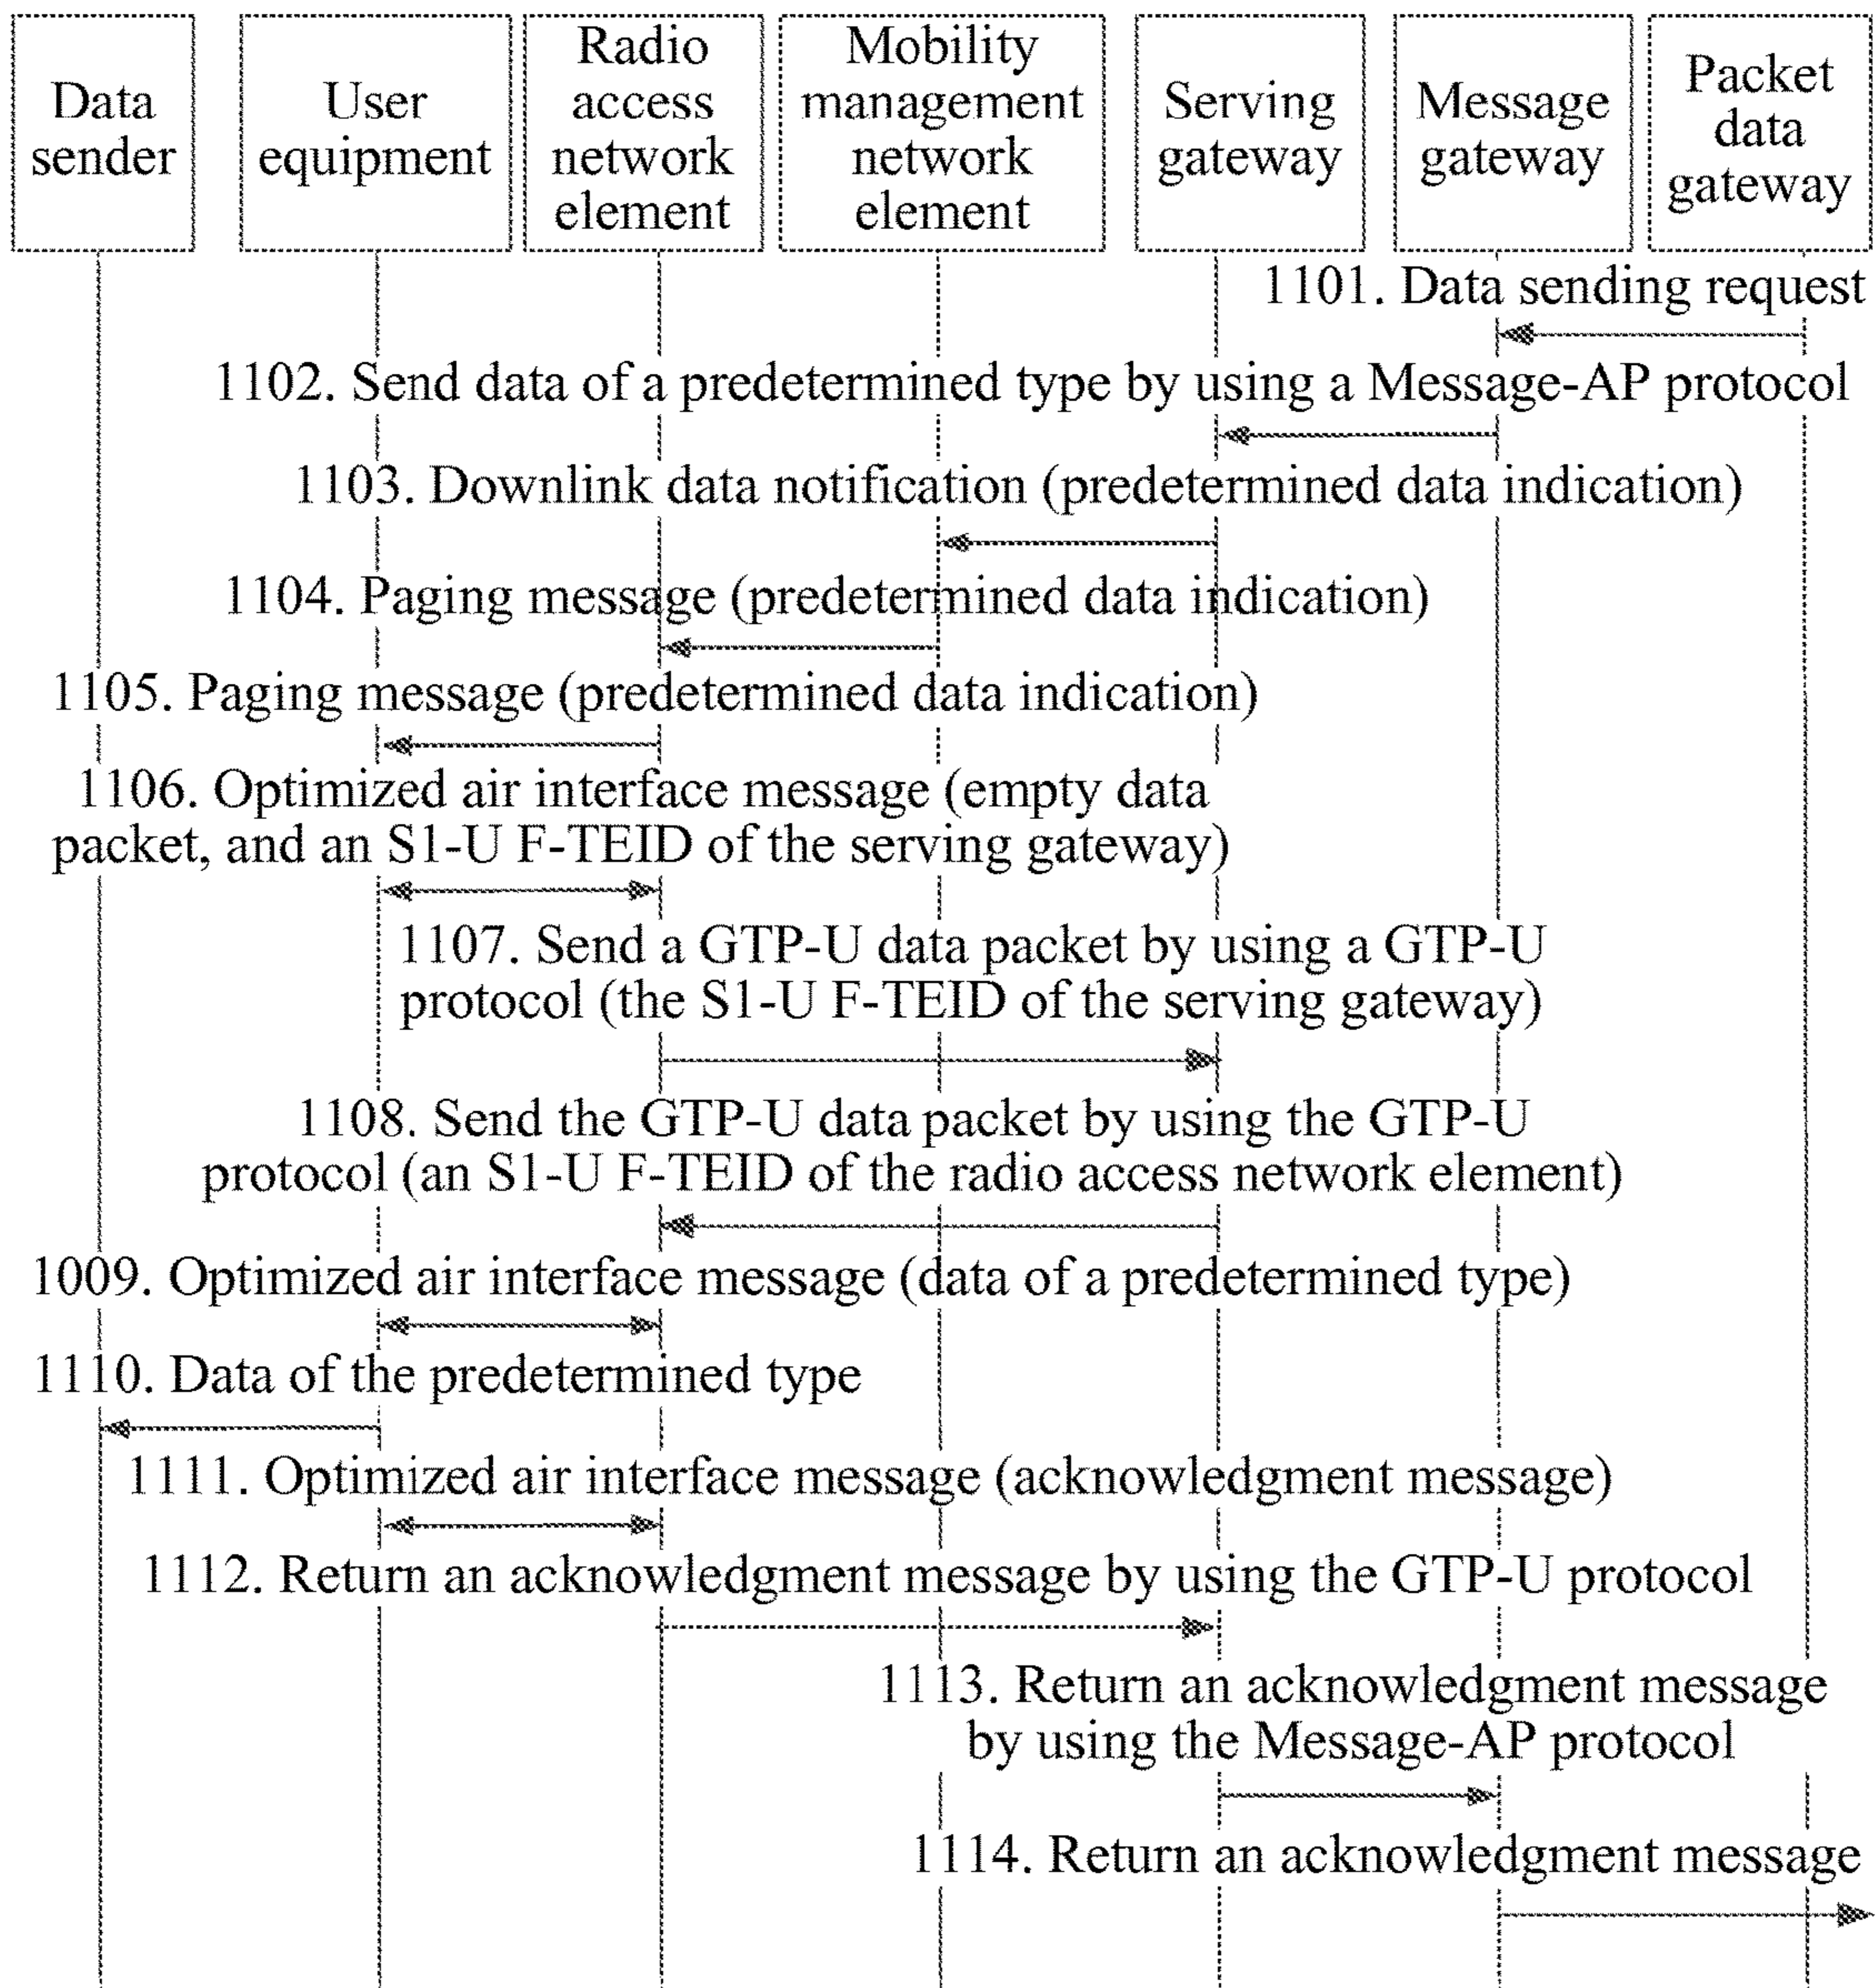 Data
sender
User
equipment
Radio
access
network
element
Mobility
management
network
element
Serving
gateway
Message
gateway
Packet
data
gateway
1101. Data sending request
1102. Send data of a predetermined type by using a Message-AP protocol
1103. Downlink data notification (predetermined data indication)
1104. Paging message (predetermined data indication)
1105. Paging message (predetermined data indication)
1106. Optimized air interface message (empty data
packet, and an S1-U F-TEID of the serving gateway)
1107. Send a GTP-U data packet by using a GTP-U
protocol (the S1-U F-TEID of the serving gateway)
1108. Send the GTP-U data packet by using the GTP-U
protocol (an S1-U F-TEID of the radio access network element)
1009. Optimized air interface message (data of a predetermined type)
1110. Data of the predetermined type
1111. Optimized air interface message (acknowledgment message)
1112. Return an acknowledgment message by using the GTP-U protocol
1113. Return an acknowledgment message
by using the Message-AP protocol
1114. Return an acknowledgment message